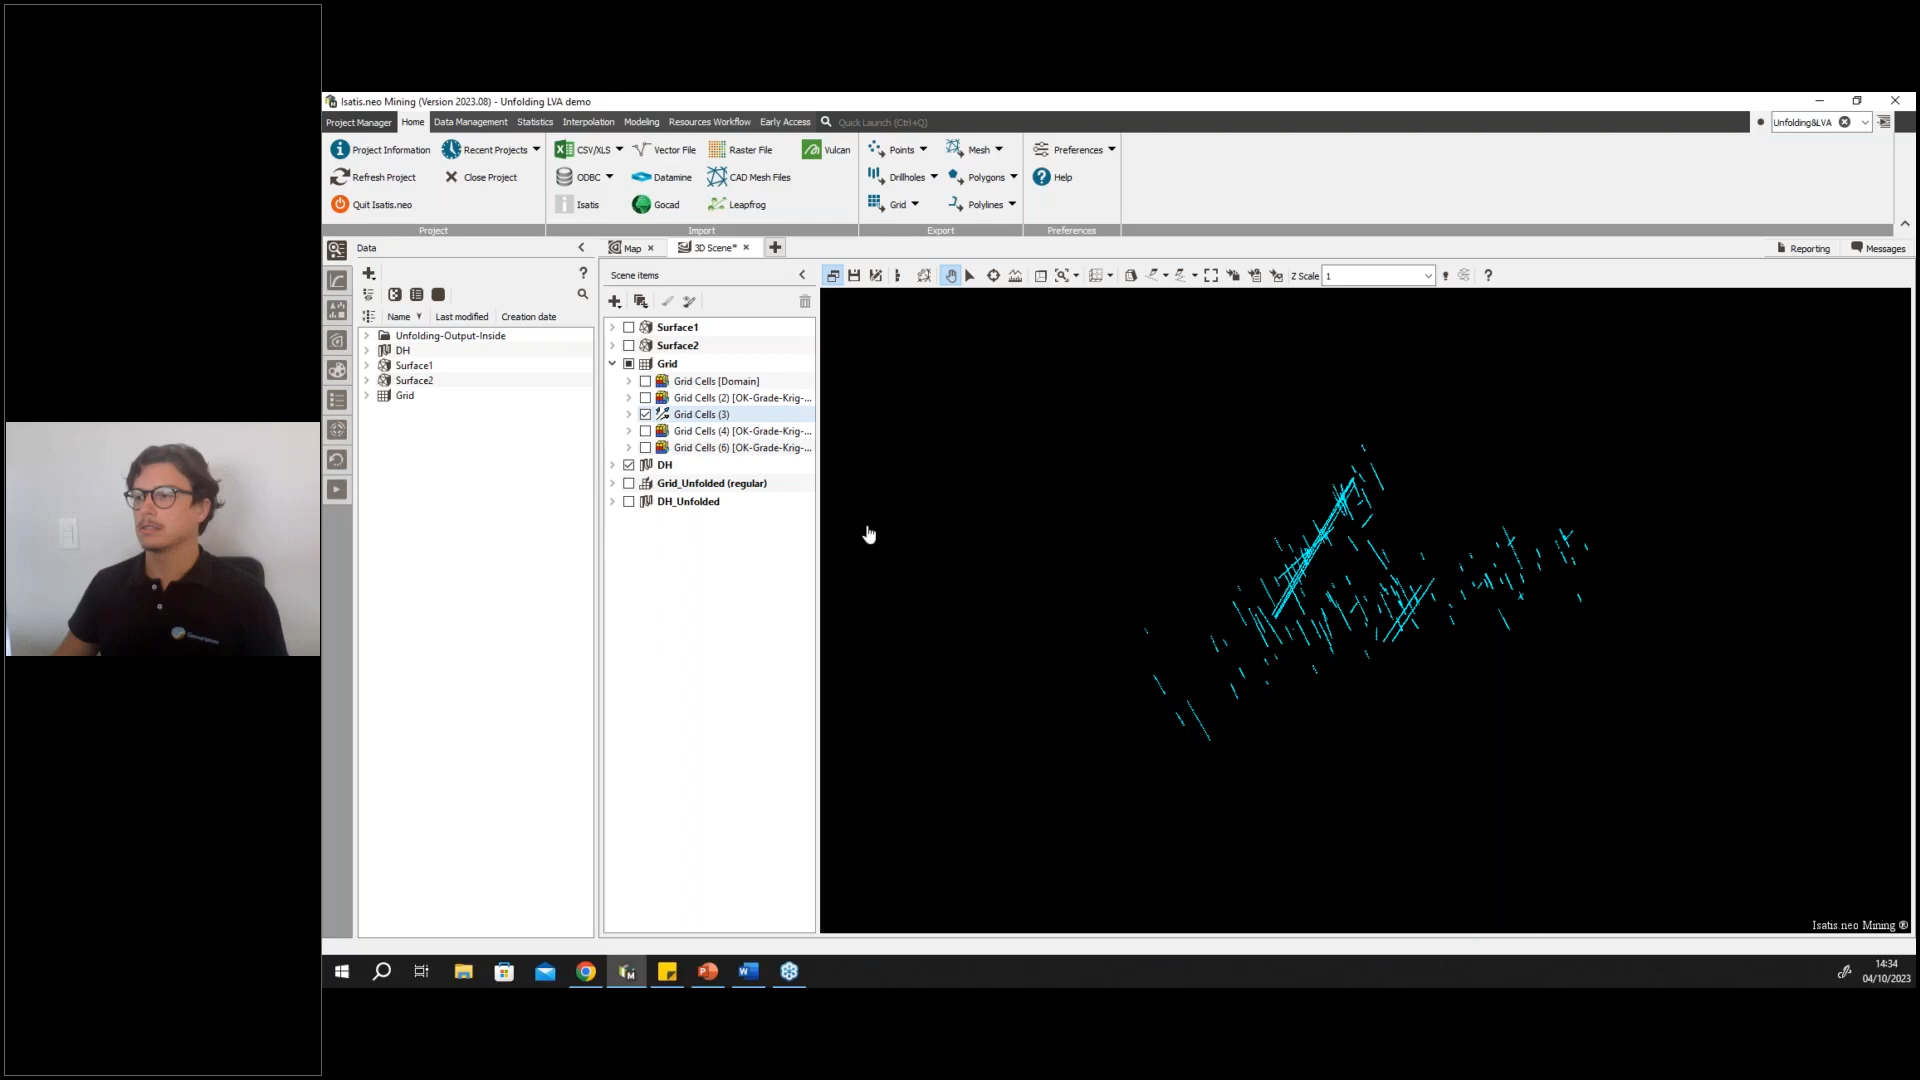 Isatis.neo Mining (Version 2023.08) - Unfolding LVA demo
Project Manager Home Data Management Statistics Interpolation Modeling Resources Workflow Early Access Quick Launch (Ctrl+Q) Unfolding&LVA
Project Information Recent Projects CSV/XLS Vector File Raster File Vulcan Points Mesh Preferences
Refresh Project Close Project ODBC Datamine CAD Mesh Files Drillholes Polygons Help
Quit Isatis.neo Isatis Gocad Leapfrog Grid Polylines
Project Import Export Preferences
Data Map 3D Scene* Reporting Messages
Scene items Z Scale 1
Name Last modified Creation date
Unfolding-Output-Inside
DH
Surface1
Surface2
Grid
Surface1
Surface2
Grid
Grid Cells [Domain]
Grid Cells (2) [OK-Grade-Krig-...
Grid Cells (3)
Grid Cells (4) [OK-Grade-Krig-...
Grid Cells (6) [OK-Grade-Krig-...
DH
Grid_Unfolded (regular)
DH_Unfolded
Isatis.neo Mining ®
14:34
04/10/2023